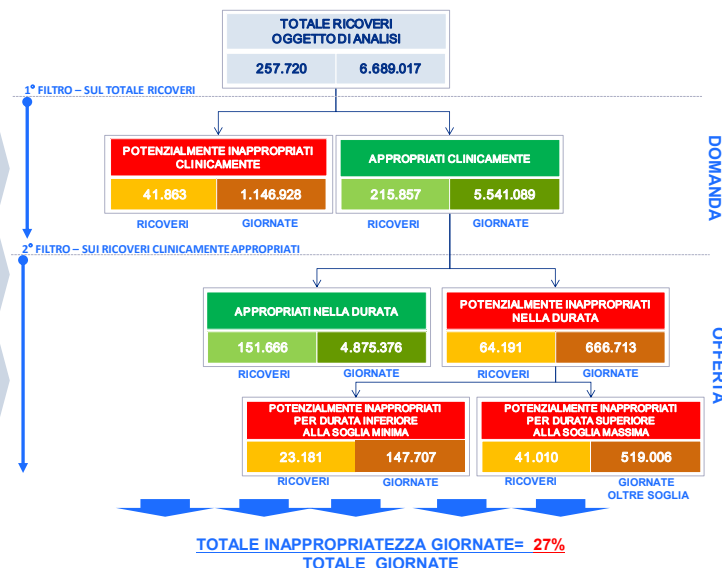 TOTALE RICOVERI
OGGETTO DI ANALISI
257.720 6.689.017
1° FILTRO – SUL TOTALE RICOVERI
POTENZIALMENTE INAPPROPRIATI
CLINICAMENTE
41.863 1.146.928
RICOVERI GIORNATE
APPROPRIATI CLINICAMENTE
215.857 5.541.089
RICOVERI GIORNATE
DOMANDA
2° FILTRO – SUI RICOVERI CLINICAMENTE APPROPRIATI
APPROPRIATI NELLA DURATA
151.666 4.875.376
RICOVERI GIORNATE
POTENZIALMENTE INAPPROPRIATI
NELLA DURATA
64.191 666.713
RICOVERI GIORNATE
OFFERTA
POTENZIALMENTE INAPPROPRIATI
PER DURATA INFERIORE
ALLA SOGLIA MINIMA
23.181 147.707
RICOVERI GIORNATE
POTENZIALMENTE INAPPROPRIATI
PER DURATA SUPERIORE
ALLA SOGLIA MASSIMA
41.010 519.006
RICOVERI GIORNATE
OLTRE SOGLIA
TOTALE INAPPROPRIATEZZA GIORNATE= 27%
TOTALE GIORNATE